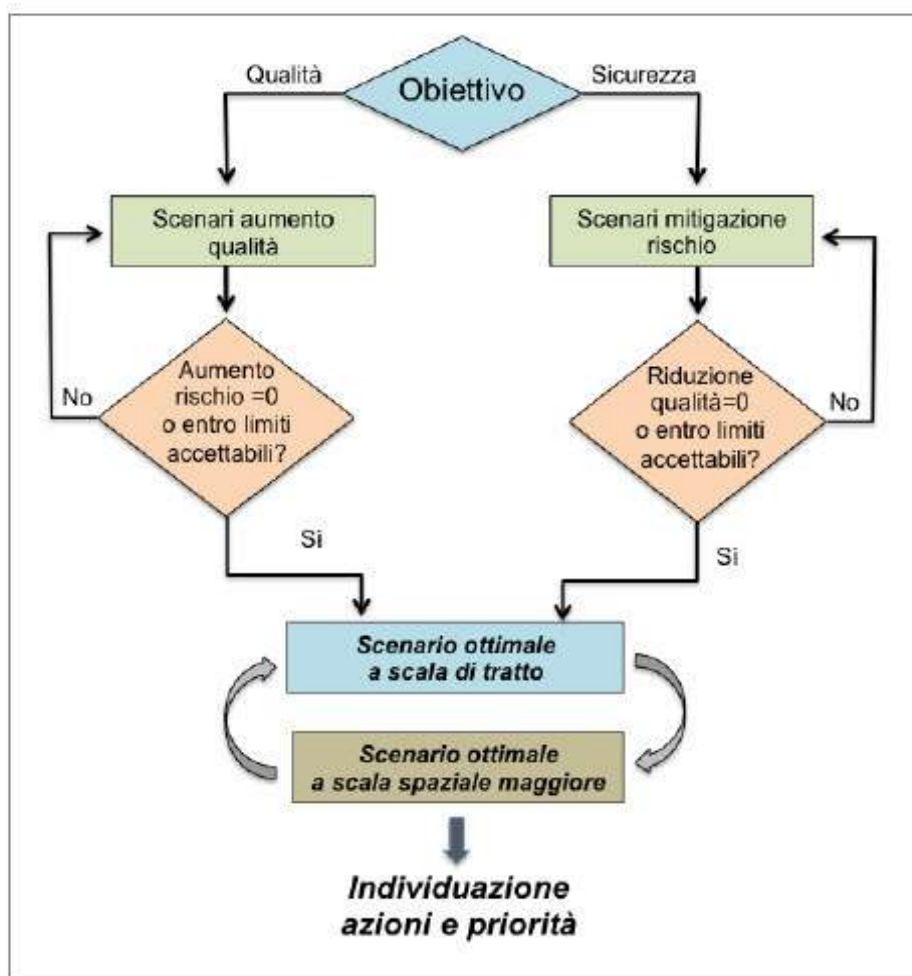 Qualità
Obiettivo
Sicurezza
Scenari aumento
qualità
Scenari mitigazione
rischio
Aumento
rischio =0
o entro limiti
accettabili?
No
Riduzione
qualità=0
o entro limiti
accettabili?
No
Si
Si
Scenario ottimale
a scala di tratto
Scenario ottimale
a scala spaziale maggiore
Individuazione
azioni e priorità